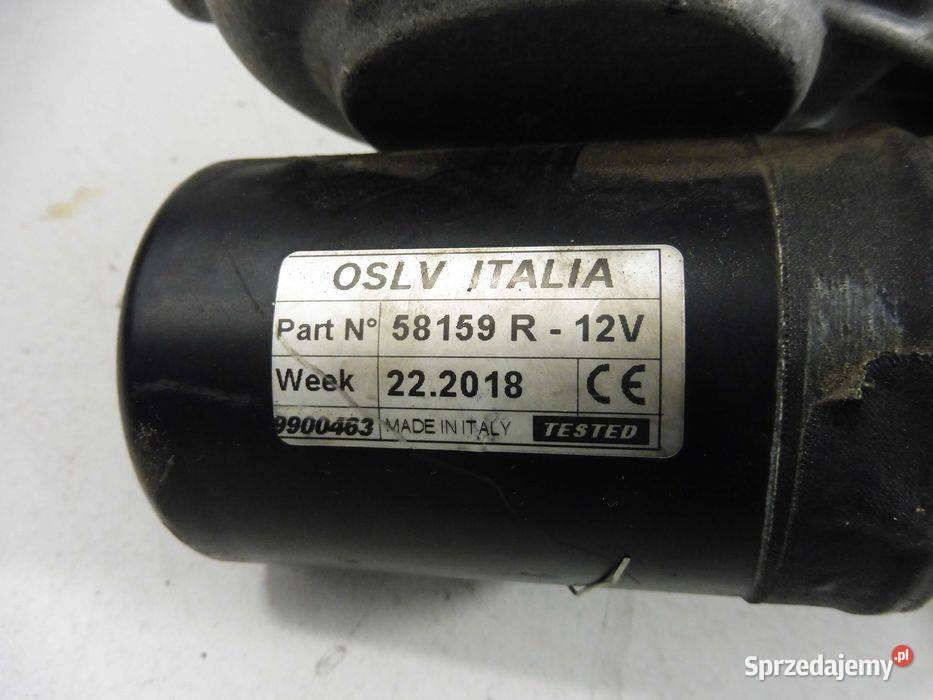 OSLV ITALIA
Part N° 58159 R - 12V
Week 22.2018 CE
9900463 MADE IN ITALY TESTED
Sprzedajemy.pl